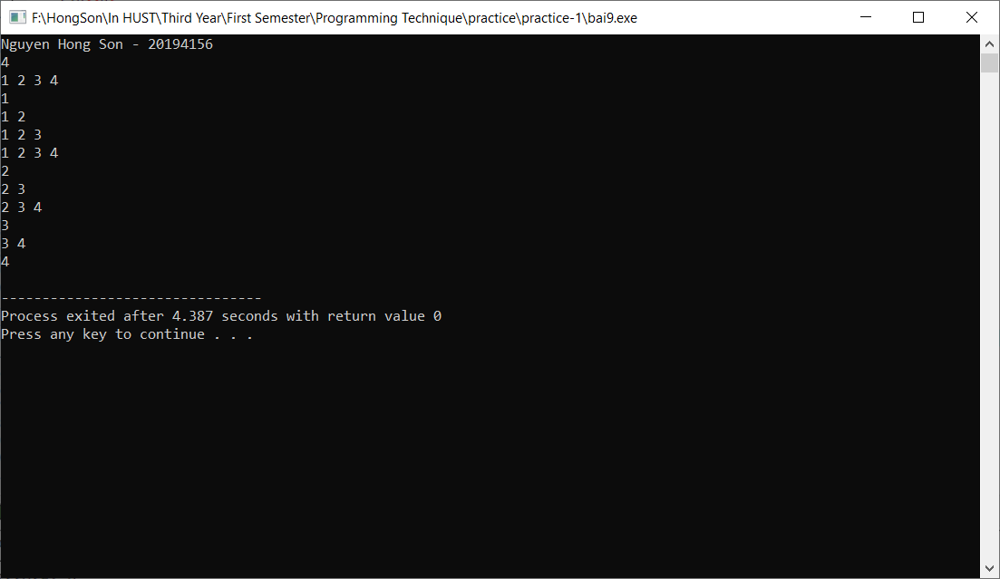 F:\HongSon\In HUST\Third Year\First Semester\Programming Technique\practice\practice-1\bai9.exe
Nguyen Hong Son - 20194156
4
1 2 3 4
1
1 2
1 2 3
1 2 3 4
2
2 3
2 3 4
3
3 4
4
--------------------------------
Process exited after 4.387 seconds with return value 0
Press any key to continue . . .